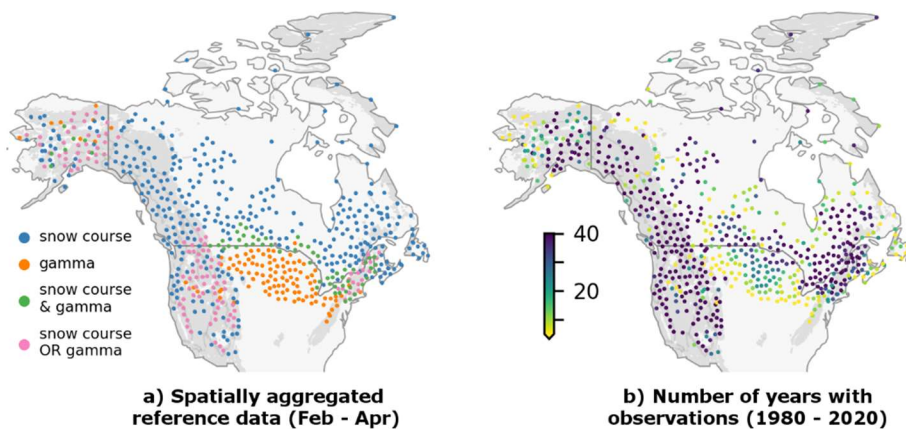 snow course
gamma
snow course
& gamma
snow course
OR gamma
a) Spatially aggregated
reference data (Feb - Apr)
40
20
b) Number of years with
observations (1980 - 2020)